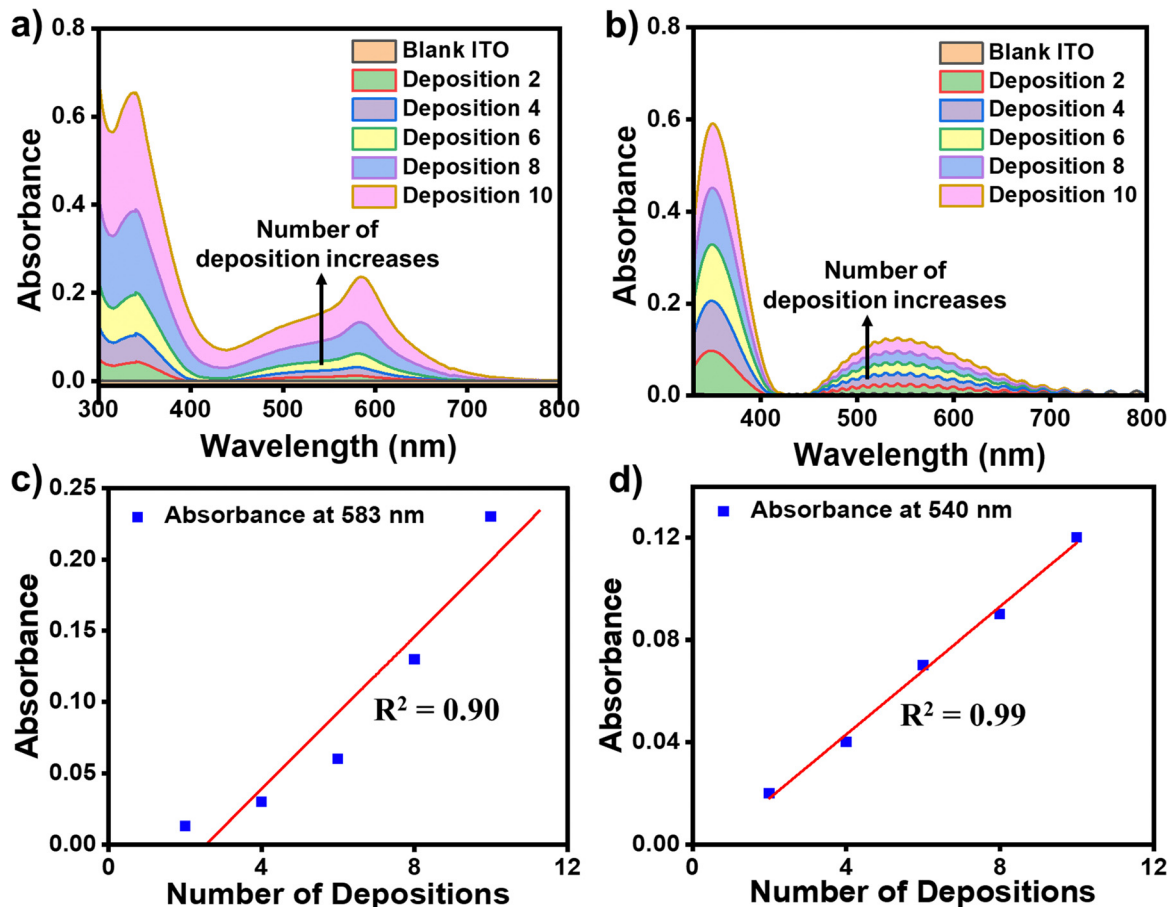 a)
0.8
0.6
0.4
0.2
0.0
Absorbance
Blank ITO
Deposition 2
Deposition 4
Deposition 6
Deposition 8
Deposition 10
Number of
deposition increases
300 400 500 600 700 800
Wavelength (nm)
b)
0.8
0.6
0.4
0.2
0.0
Absorbance
Blank ITO
Deposition 2
Deposition 4
Deposition 6
Deposition 8
Deposition 10
Number of
deposition increases
400 500 600 700 800
Wavelength (nm)
c)
0.25
0.20
0.15
0.10
0.05
0.00
Absorbance
Absorbance at 583 nm
R² = 0.90
0 4 8 12
Number of Depositions
d)
0.12
0.08
0.04
0.00
Absorbance
Absorbance at 540 nm
R² = 0.99
0 4 8 12
Number of Depositions